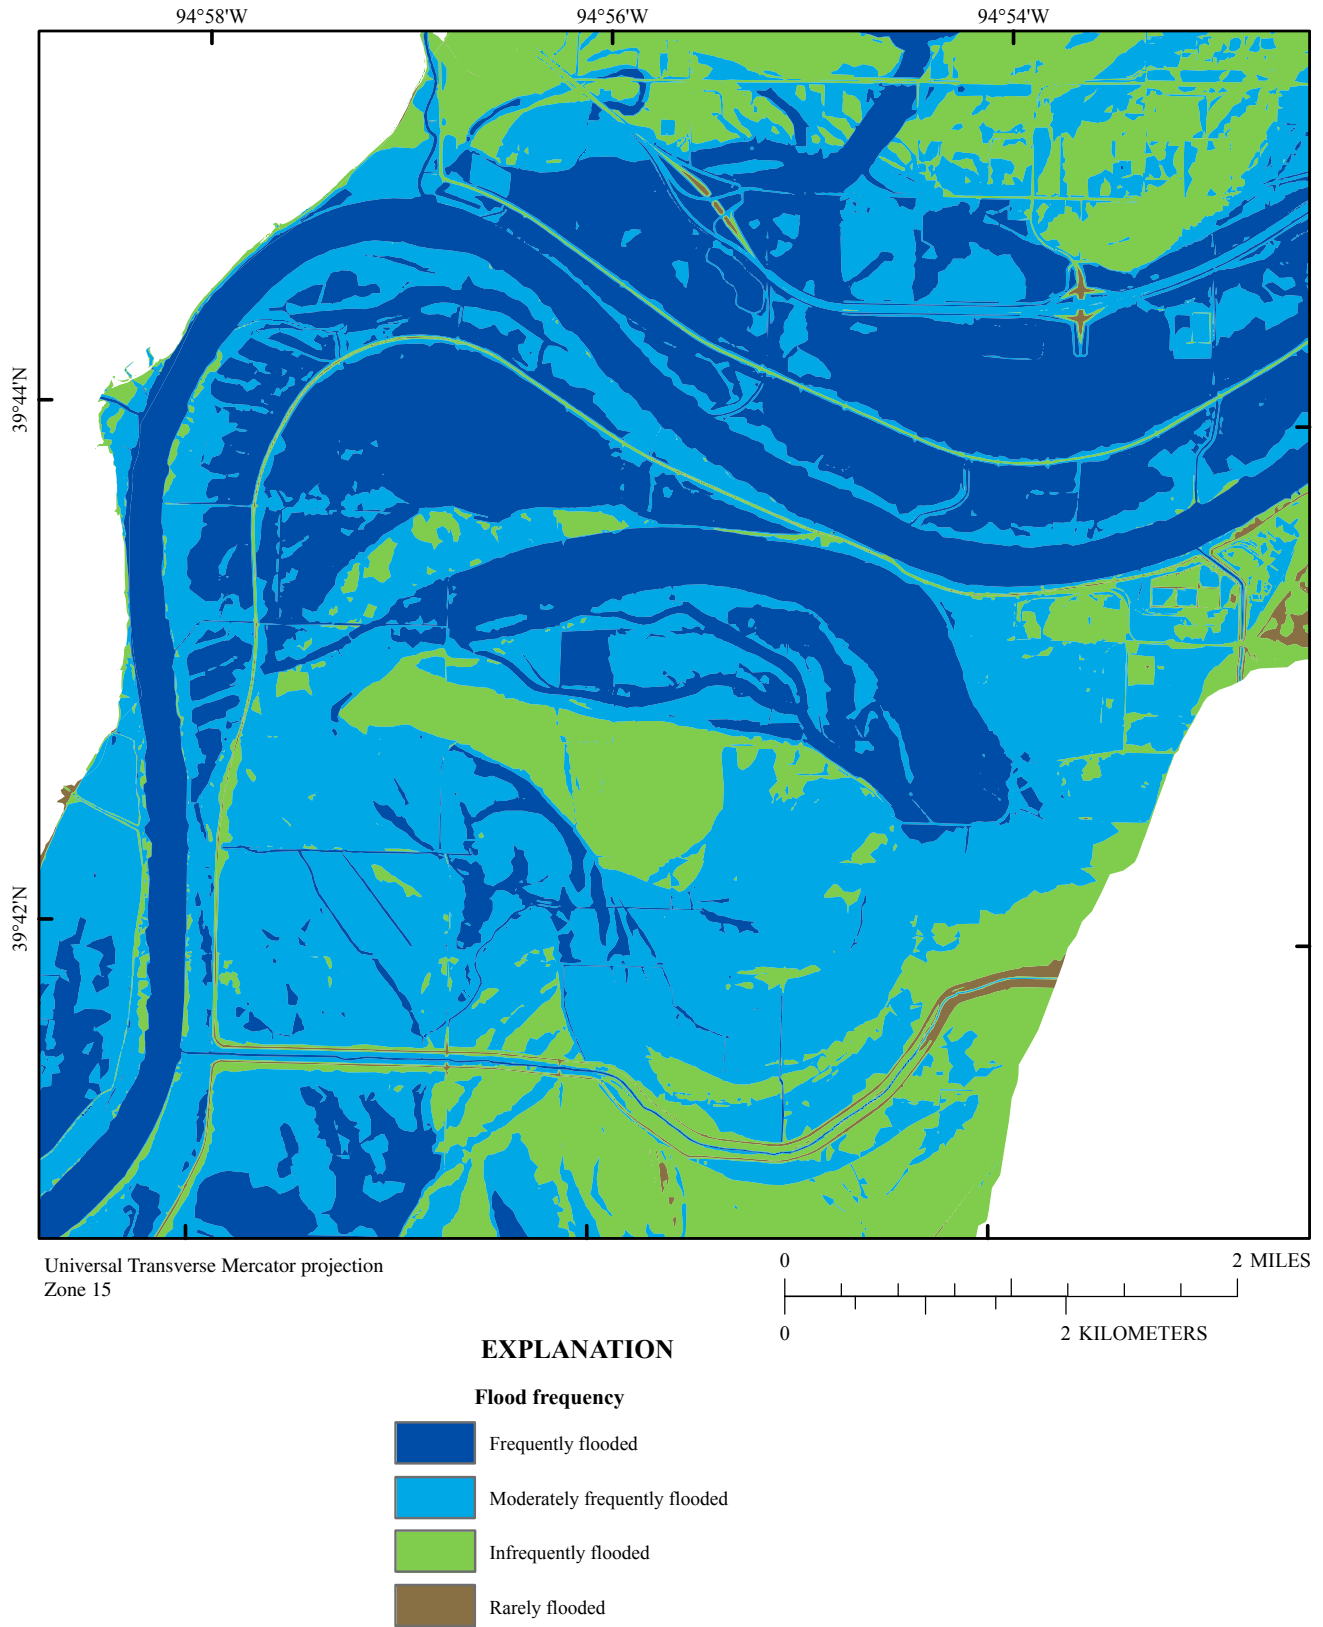 94°58'W 94°56'W 94°54'W
39°44'N
39°42'N
Universal Transverse Mercator projection
Zone 15
0 2 MILES
0 2 KILOMETERS
EXPLANATION
Flood frequency
Frequently flooded
Moderately frequently flooded
Infrequently flooded
Rarely flooded